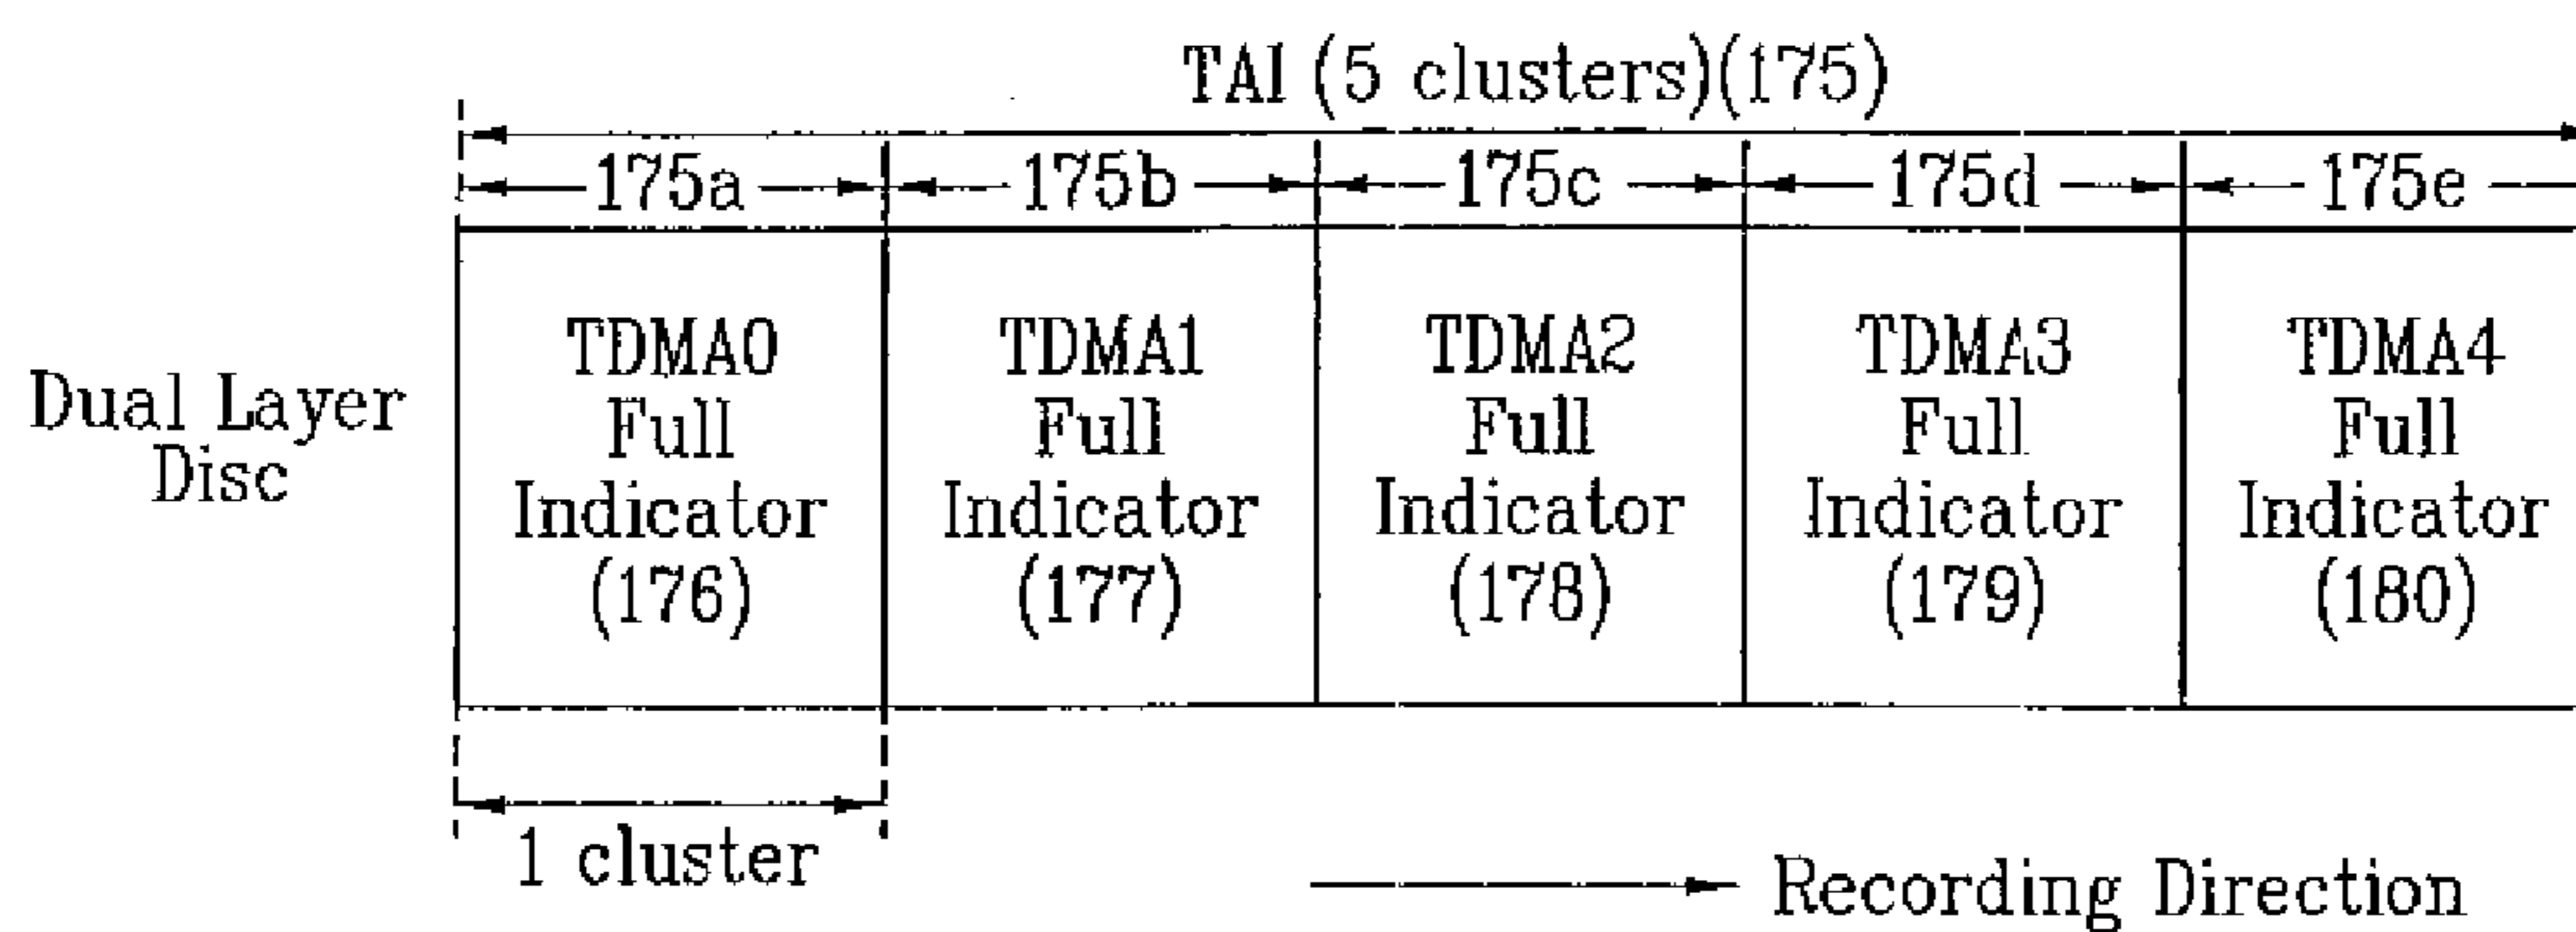 TAI (5 clusters)(175)
175a 175b 175c 175d 175e
Dual Layer
Disc
TDMA0
Full
Indicator
(176)
TDMA1
Full
Indicator
(177)
TDMA2
Full
Indicator
(178)
TDMA3
Full
Indicator
(179)
TDMA4
Full
Indicator
(180)
1 cluster
Recording Direction